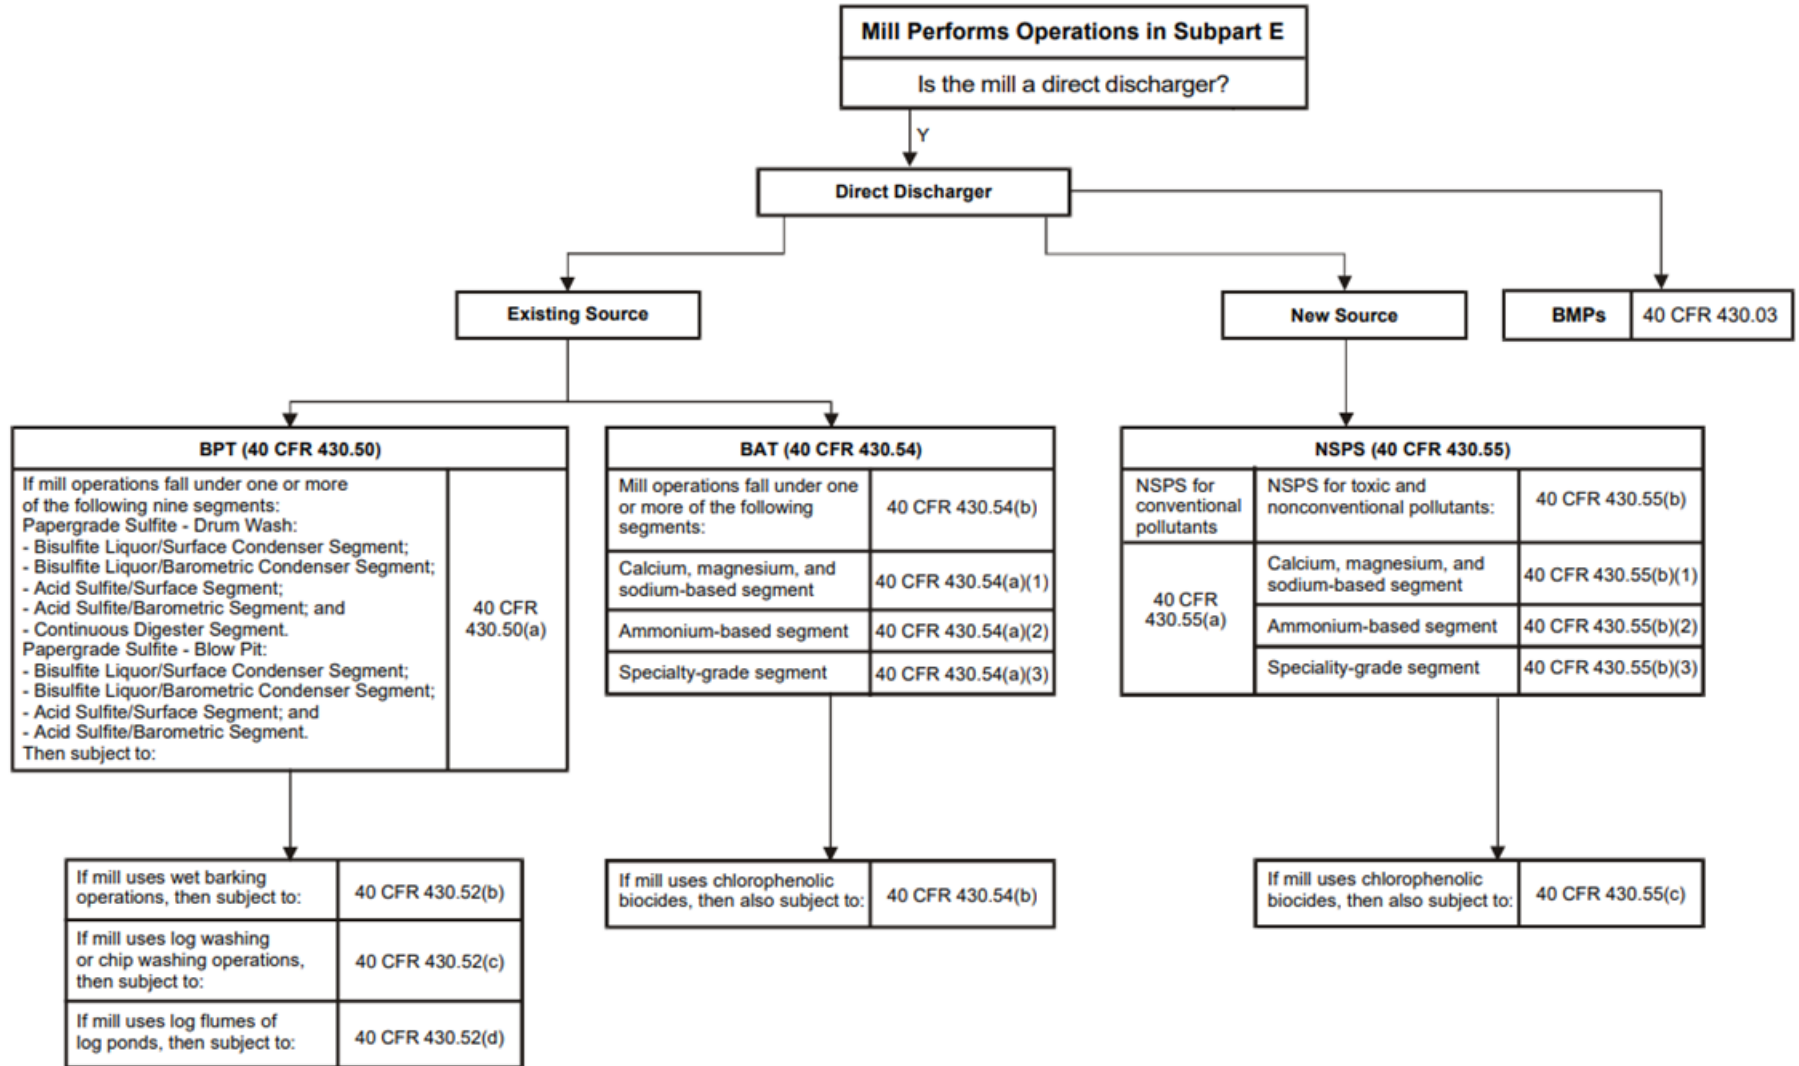 Mill Performs Operations in Subpart E
Is the mill a direct discharger?
Y
Direct Discharger
Existing Source
New Source
BMPs
40 CFR 430.03
BPT (40 CFR 430.50)
If mill operations fall under one or more
of the following nine segments:
Papergrade Sulfite - Drum Wash:
- Bisulfite Liquor/Surface Condenser Segment;
- Bisulfite Liquor/Barometric Condenser Segment;
- Acid Sulfite/Surface Segment;
- Acid Sulfite/Barometric Segment; and
- Continuous Digester Segment.
Papergrade Sulfite - Blow Pit:
- Bisulfite Liquor/Surface Condenser Segment;
- Bisulfite Liquor/Barometric Condenser Segment;
- Acid Sulfite/Surface Segment; and
- Acid Sulfite/Barometric Segment.
Then subject to:
40 CFR
430.50(a)
If mill uses wet barking
operations, then subject to:
40 CFR 430.52(b)
If mill uses log washing
or chip washing operations,
then subject to:
40 CFR 430.52(c)
If mill uses log flumes of
log ponds, then subject to:
40 CFR 430.52(d)
BAT (40 CFR 430.54)
Mill operations fall under one
or more of the following
segments:
40 CFR 430.54(b)
Calcium, magnesium, and
sodium-based segment
40 CFR 430.54(a)(1)
Ammonium-based segment
40 CFR 430.54(a)(2)
Specialty-grade segment
40 CFR 430.54(a)(3)
If mill uses chlorophenolic
biocides, then also subject to:
40 CFR 430.54(b)
NSPS (40 CFR 430.55)
NSPS for
conventional
pollutants
40 CFR
430.55(a)
NSPS for toxic and
nonconventional pollutants:
40 CFR 430.55(b)
Calcium, magnesium, and
sodium-based segment
40 CFR 430.55(b)(1)
Ammonium-based segment
40 CFR 430.55(b)(2)
Speciality-grade segment
40 CFR 430.55(b)(3)
If mill uses chlorophenolic
biocides, then also subject to:
40 CFR 430.55(c)